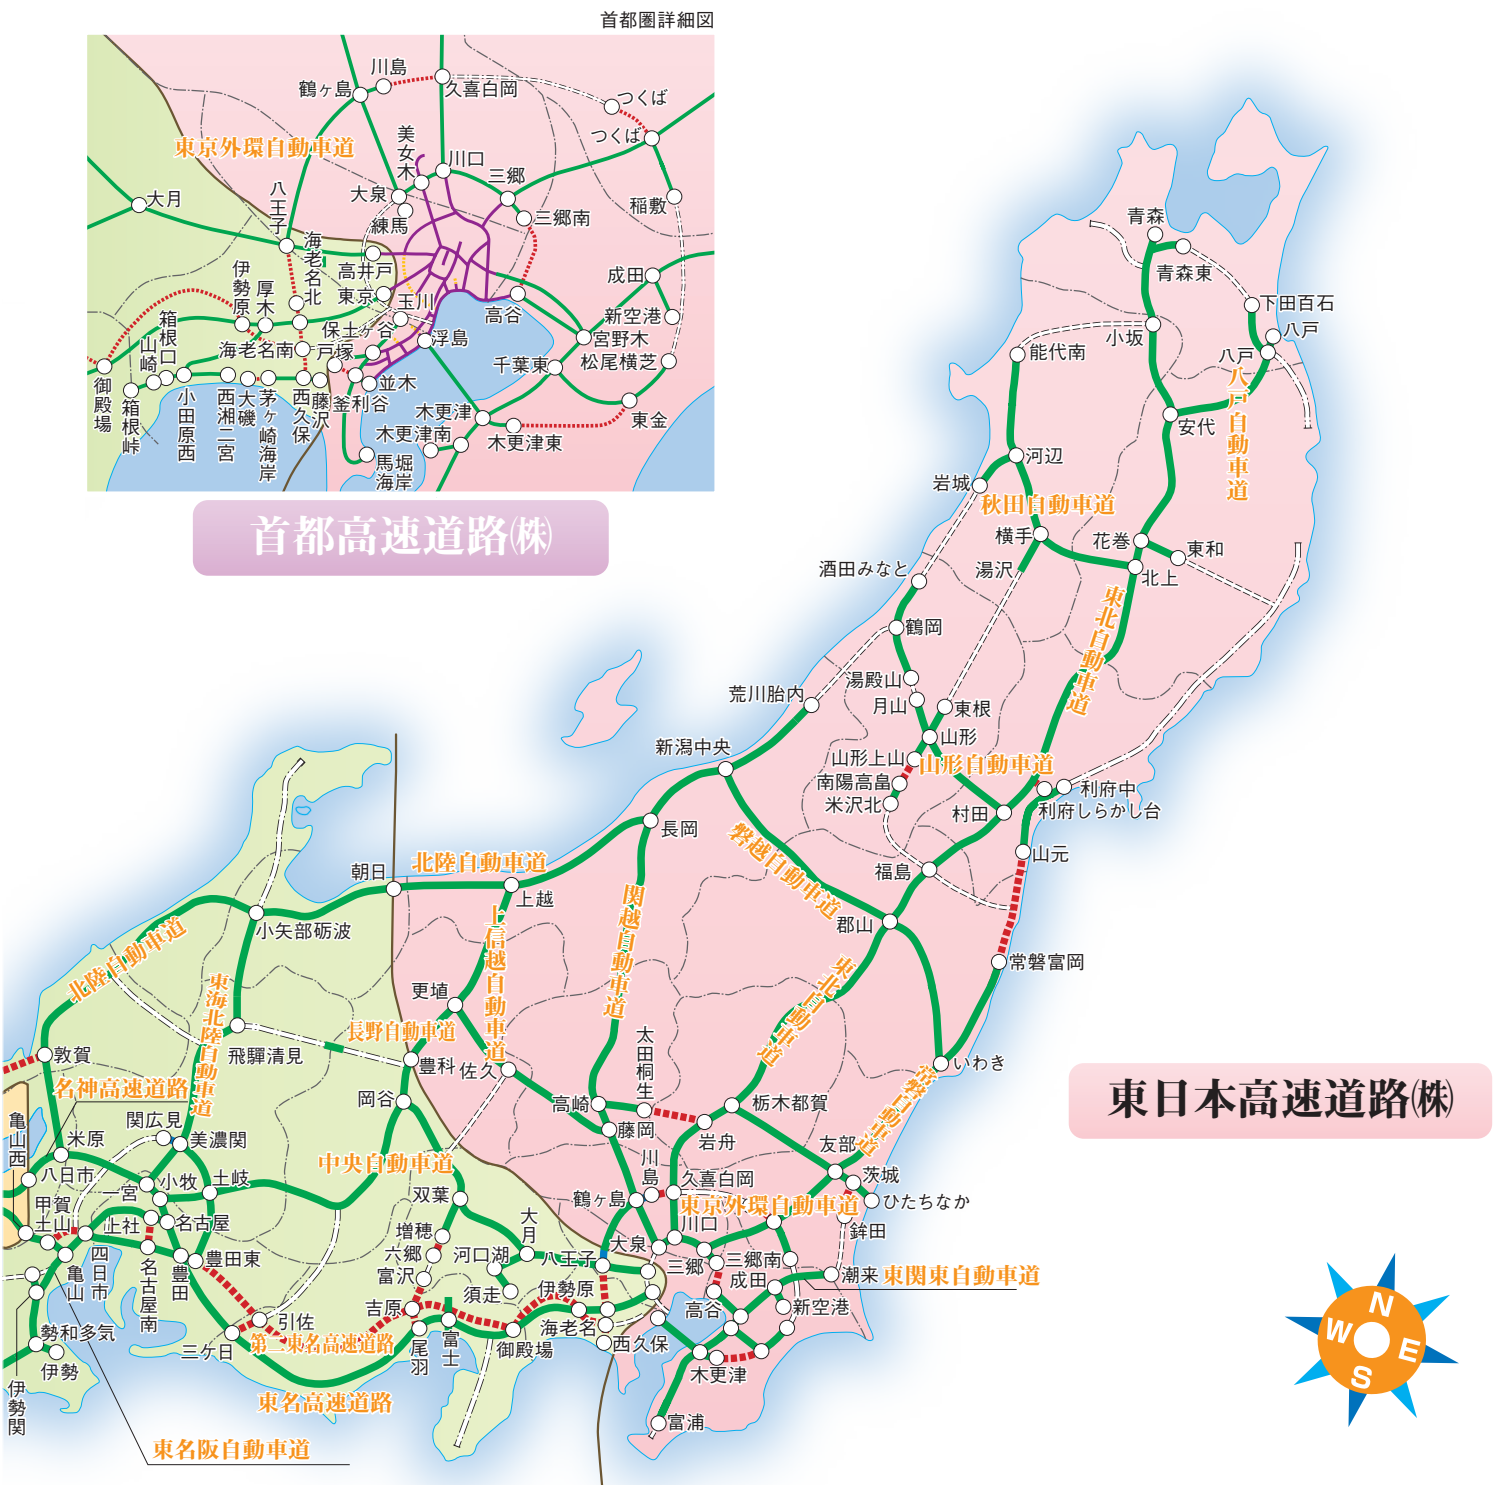 首都圏詳細図
川島
鶴ヶ島
久喜白岡
つくば
つくば
東京外環自動車道
美女木
川口
三郷
大月
八王子
大泉
練馬
三郷南
稲敷
海老名北
高井戸
成田
伊勢原
厚木
東京
玉川
高谷
新空港
箱根口
山崎
保土ヶ谷
浮島
宮野木
海老名南
戸塚
千葉東
松尾横芝
御殿場
箱根峠
小田原西
西湘二宮
大磯
茅ヶ崎海岸
西久保
藤沢
釜利谷
並木
木更津
東金
木更津南
木更津東
馬堀海岸
首都高速道路㈱
青森
青森東
下田百石
八戸
小坂
八戸
能代南
八戸自動車道
安代
河辺
岩城
秋田自動車道
横手
花巻
東和
湯沢
北上
酒田みなと
東北自動車道
鶴岡
湯殿山
月山
東根
荒川胎内
山形
新潟中央
山形上山
山形自動車道
南陽高畠
米沢北
利府中
利府しらかし台
村田
長岡
磐越自動車道
山元
福島
朝日
北陸自動車道
上越
関越自動車道
郡山
小矢部砺波
上信越自動車道
常磐富岡
北陸自動車道
東海北陸自動車道
東北自動車道
更埴
長野自動車道
敦賀
飛騨清見
豊科
佐久
太田桐生
いわき
名神高速道路
岡谷
高崎
栃木都賀
常磐自動車道
亀山西
関広見
米原
美濃関
藤岡
岩舟
友部
中央自動車道
川島
八日市
一宮
小牧
土岐
双葉
鶴ヶ島
久喜白岡
茨城
ひたちなか
甲賀土山
上社
名古屋
増穂
大月
東京外環自動車道
川口
鉾田
四日市
六郷
河口湖
大泉
亀山
名古屋南
豊田
豊田東
富沢
八王子
三郷
三郷南
成田
潮来
東関東自動車道
須走
伊勢原
高谷
新空港
引佐
吉原
海老名
勢和多気
三ケ日
第二東名高速道路
尾羽
富士
御殿場
西久保
伊勢
木更津
伊勢関
東名高速道路
富浦
東名阪自動車道
東日本高速道路㈱
N
W
E
S